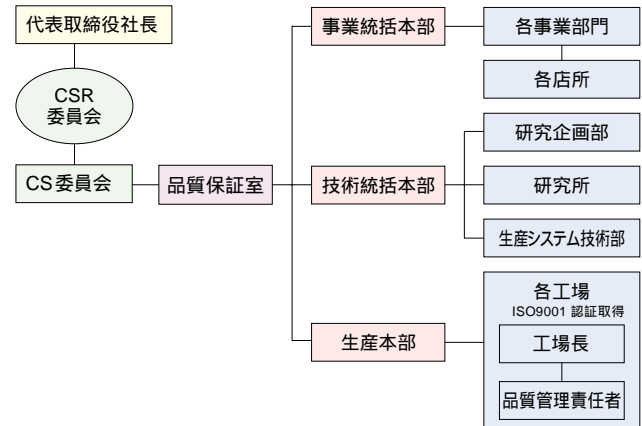 代表取締役社長
CSR
委員会
CS委員会
品質保証室
事業統括本部
各事業部門
各店所
技術統括本部
研究企画部
研究所
生産システム技術部
生産本部
各工場
ISO9001 認証取得
工場長
品質管理責任者